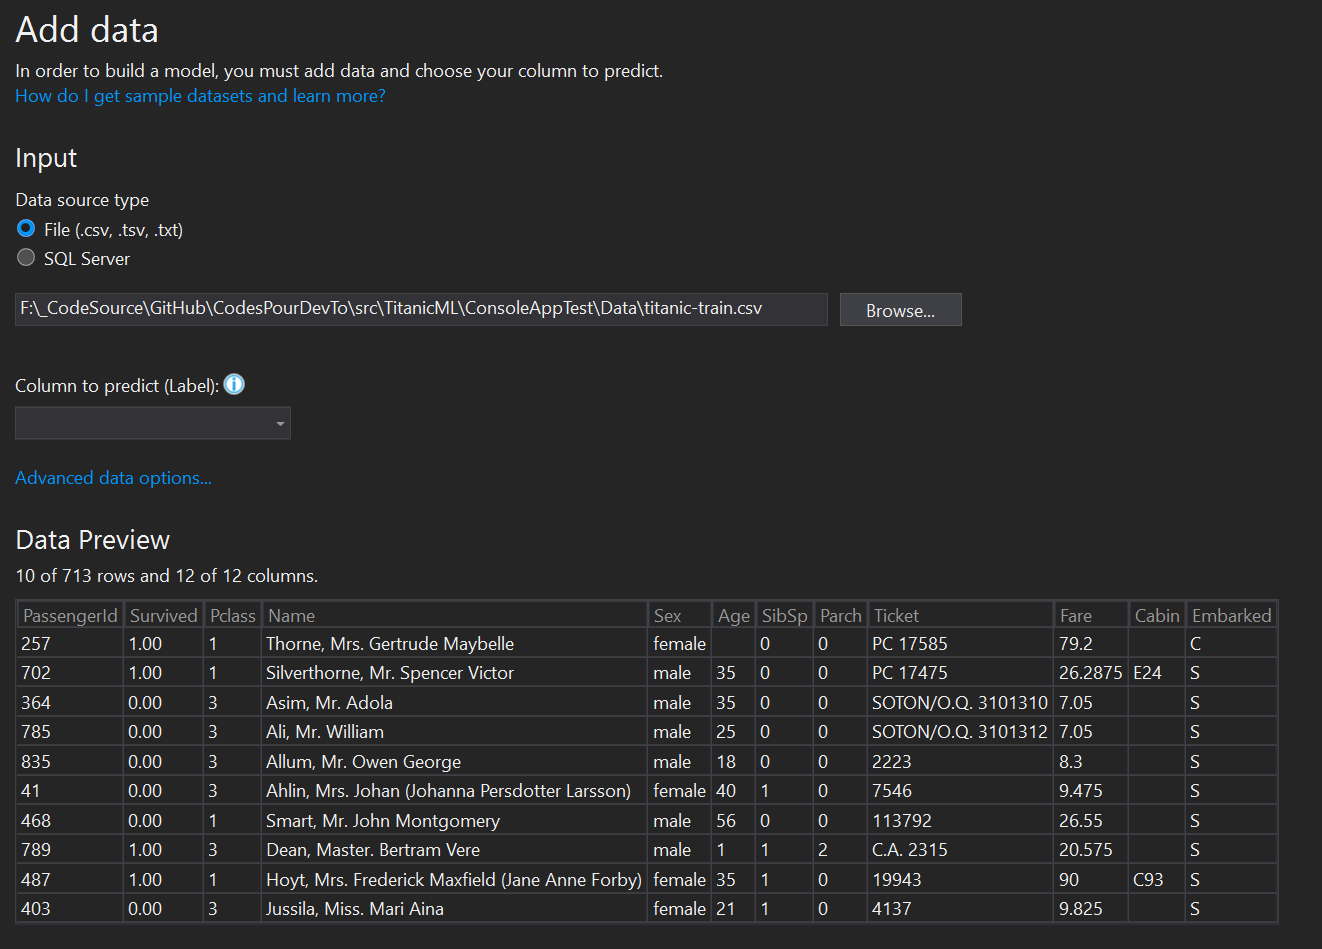 Add data
In order to build a model, you must add data and choose your column to predict.
How do I get sample datasets and learn more?
Input
Data source type
File (.csv, .tsv, .txt)
SQL Server
F:\_CodeSource\GitHub\CodesPourDevTo\src\TitanicML\ConsoleAppTest\Data\titanic-train.csv Browse...
Column to predict (Label):
Advanced data options...
Data Preview
10 of 713 rows and 12 of 12 columns.
PassengerId Survived Pclass Name Sex Age SibSp Parch Ticket Fare Cabin Embarked
257 1.00 1 Thorne, Mrs. Gertrude Maybelle female 0 0 PC 17585 79.2 C
702 1.00 1 Silverthorne, Mr. Spencer Victor male 35 0 0 PC 17475 26.2875 E24 S
364 0.00 3 Asim, Mr. Adola male 35 0 0 SOTON/O.Q. 3101310 7.05 S
785 0.00 3 Ali, Mr. William male 25 0 0 SOTON/O.Q. 3101312 7.05 S
835 0.00 3 Allum, Mr. Owen George male 18 0 0 2223 8.3 S
41 0.00 3 Ahlin, Mrs. Johan (Johanna Persdotter Larsson) female 40 1 0 7546 9.475 S
468 0.00 1 Smart, Mr. John Montgomery male 56 0 0 113792 26.55 S
789 1.00 3 Dean, Master. Bertram Vere male 1 1 2 C.A. 2315 20.575 S
487 1.00 1 Hoyt, Mrs. Frederick Maxfield (Jane Anne Forby) female 35 1 0 19943 90 C93 S
403 0.00 3 Jussila, Miss. Mari Aina female 21 1 0 4137 9.825 S